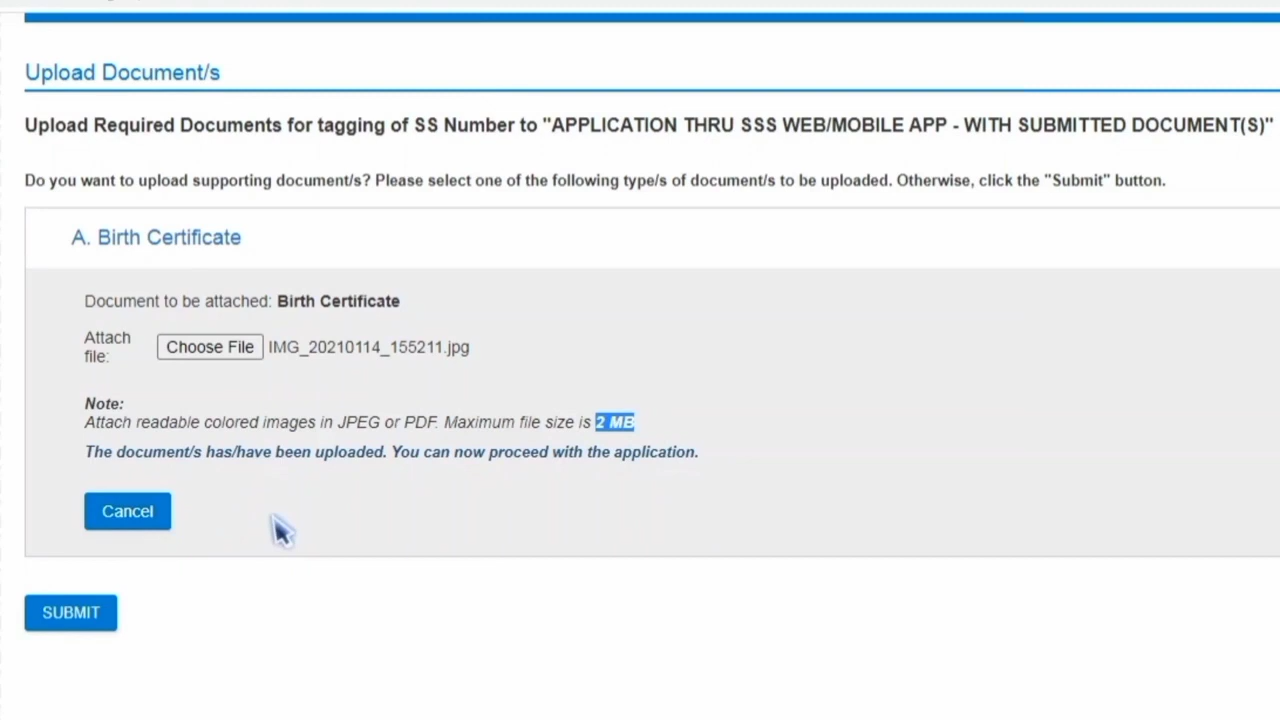 Upload Document/s
Upload Required Documents for tagging of SS Number to "APPLICATION THRU SSS WEB/MOBILE APP - WITH SUBMITTED DOCUMENT(S)"
Do you want to upload supporting document/s? Please select one of the following type/s of document/s to be uploaded. Otherwise, click the "Submit" button.
A. Birth Certificate
Document to be attached: Birth Certificate
Attach
file:
Choose File IMG_20210114_155211.jpg
Note:
Attach readable colored images in JPEG or PDF. Maximum file size is 2 MB
The document/s has/have been uploaded. You can now proceed with the application.
Cancel
SUBMIT